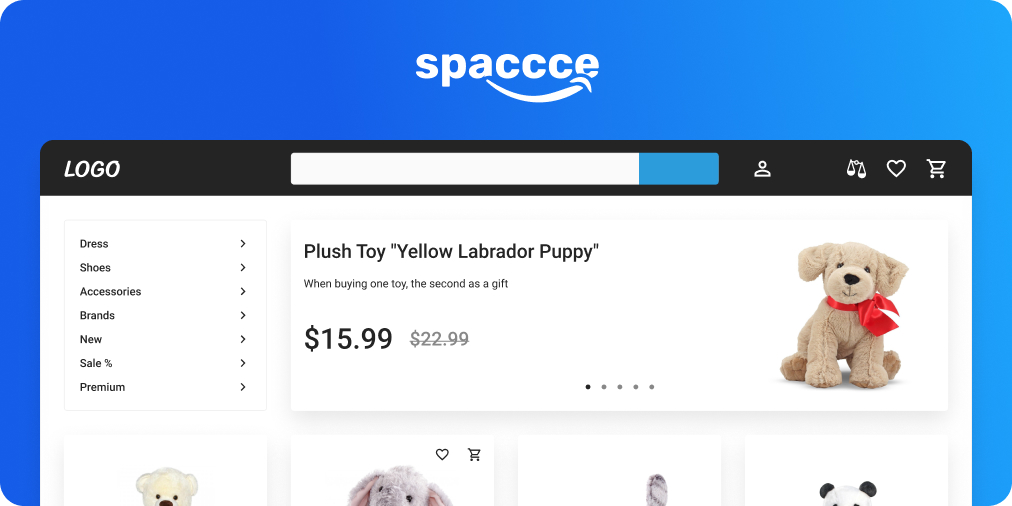 spaccce
LOGO
Dress
Shoes
Accessories
Brands
New
Sale %
Premium
Plush Toy "Yellow Labrador Puppy"
When buying one toy, the second as a gift
$15.99 $22.99